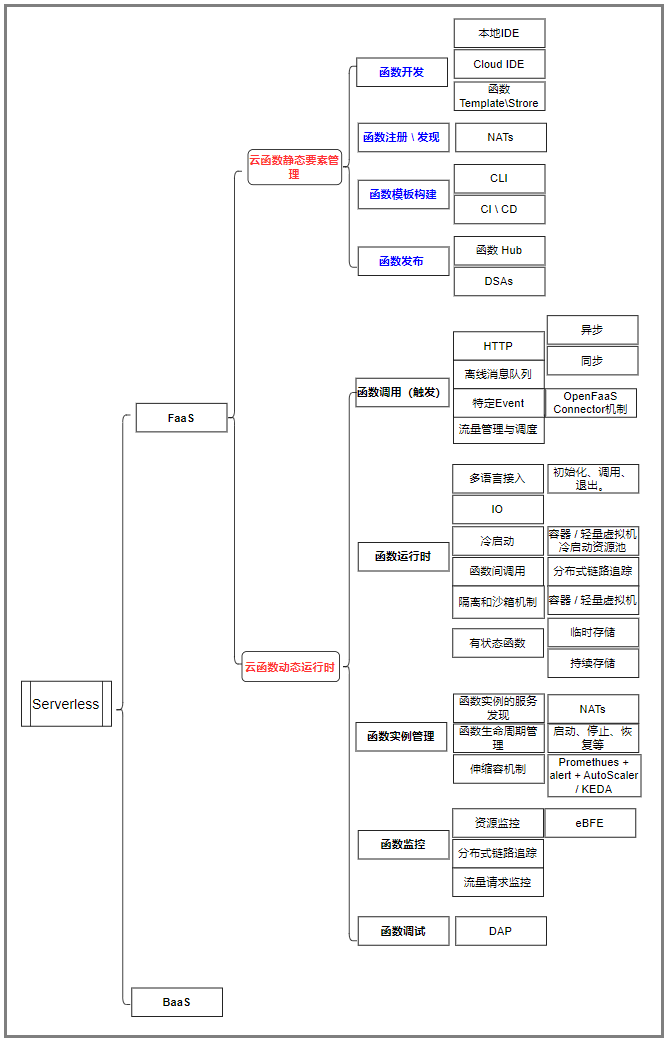 Serverless
FaaS
云函数静态要素管
理
函数开发
本地IDE
Cloud IDE
函数
Template\Strore
函数注册 \ 发现
NATs
函数模板构建
CLI
CI \ CD
函数发布
函数 Hub
DSAs
云函数动态运行时
函数调用（触发）
HTTP
异步
同步
离线消息队列
特定Event
OpenFaaS
Connector机制
流量管理与调度
函数运行时
多语言接入
初始化、调用、
退出。
IO
冷启动
容器 / 轻量虚拟机
冷启动资源池
函数间调用
分布式链路追踪
隔离和沙箱机制
容器 / 轻量虚拟机
有状态函数
临时存储
持续存储
函数实例管理
函数实例的服务
发现
NATs
函数生命周期管
理
启动、停止、恢
复等
伸缩容机制
Promethues +
alert + AutoScaler
/ KEDA
函数监控
资源监控
eBFE
分布式链路追踪
流量请求监控
函数调试
DAP
BaaS